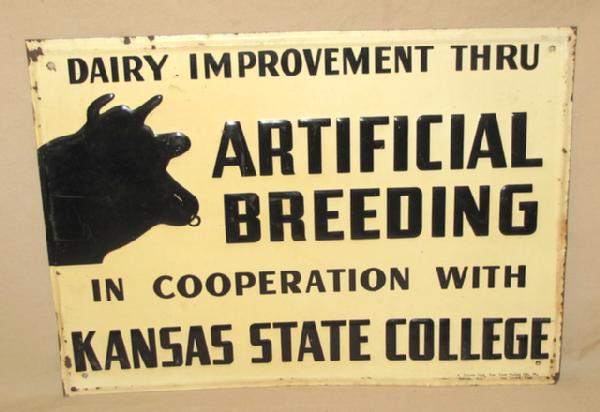 DAIRY IMPROVEMENT THRU
ARTIFICIAL
BREEDING
IN COOPERATION WITH
KANSAS STATE COLLEGE